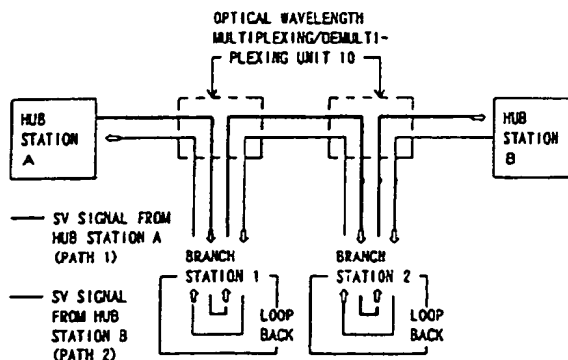 OPTICAL WAVELENGTH
MULTIPLEXING/DEMULTI-
PLEXING UNIT 10
HUB
STATION
A
HUB
STATION
B
SV SIGNAL FROM
HUB STATION A
(PATH 1)
SV SIGNAL
FROM HUB
STATION B
(PATH 2)
BRANCH
STATION 1
LOOP
BACK
BRANCH
STATION 2
LOOP
BACK